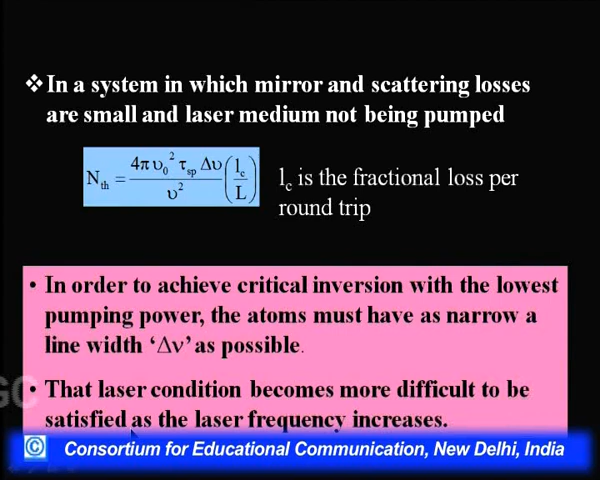 ❖In a system in which mirror and scattering losses
are small and laser medium not being pumped
N_th = 4π υ₀² τ_sp Δυ / υ² (l_c / L)
l_c is the fractional loss per
round trip
• In order to achieve critical inversion with the lowest
pumping power, the atoms must have as narrow a
line width ‘Δν’ as possible.
• That laser condition becomes more difficult to be
satisfied as the laser frequency increases.
GC
© Consortium for Educational Communication, New Delhi, India